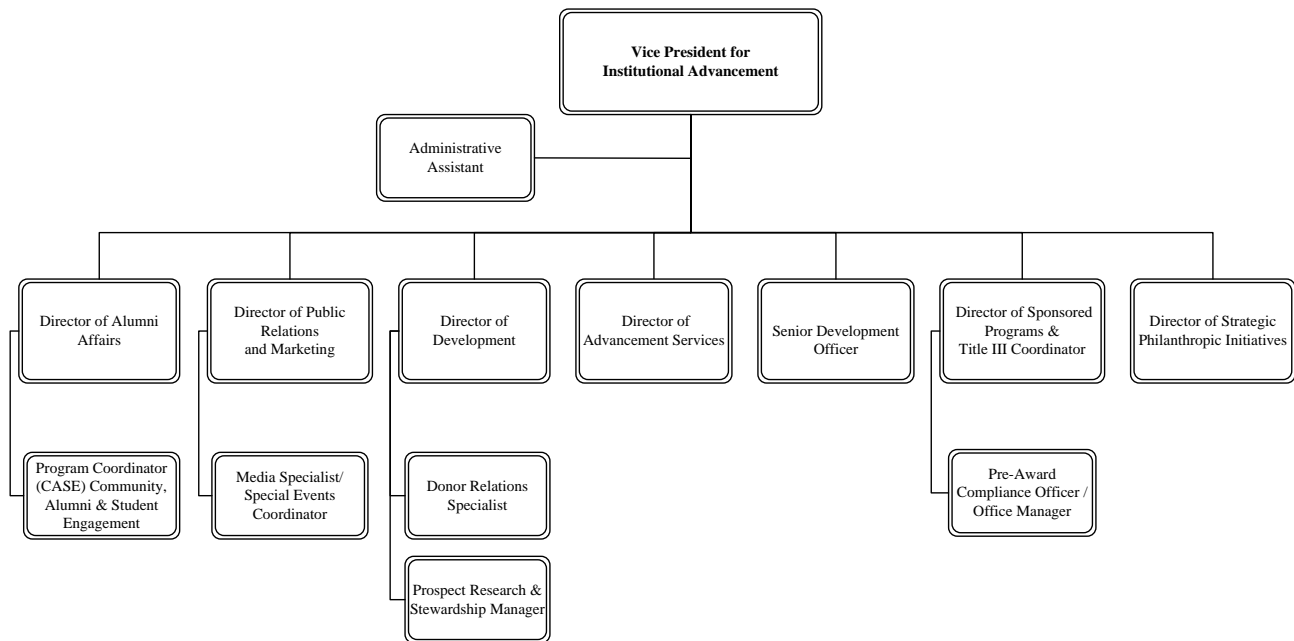 Vice President for
Institutional Advancement
Administrative
Assistant
Director of Alumni
Affairs
Director of Public
Relations
and Marketing
Director of
Development
Director of
Advancement Services
Senior Development
Officer
Director of Sponsored
Programs &
Title III Coordinator
Director of Strategic
Philanthropic Initiatives
Program Coordinator
(CASE) Community,
Alumni & Student
Engagement
Media Specialist/
Special Events
Coordinator
Donor Relations
Specialist
Pre-Award
Compliance Officer /
Office Manager
Prospect Research &
Stewardship Manager